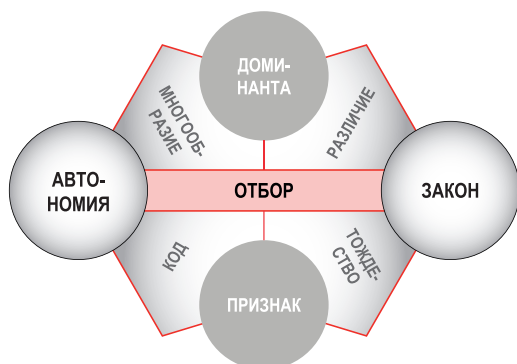 ДОМИ-
НАНТА
МНОГООБ-
РАЗИЕ
РАЗЛИЧИЕ
АВТО-
НОМИЯ
ОТБОР
ЗАКОН
КОД
ТОЖДЕ-
СТВО
ПРИЗНАК